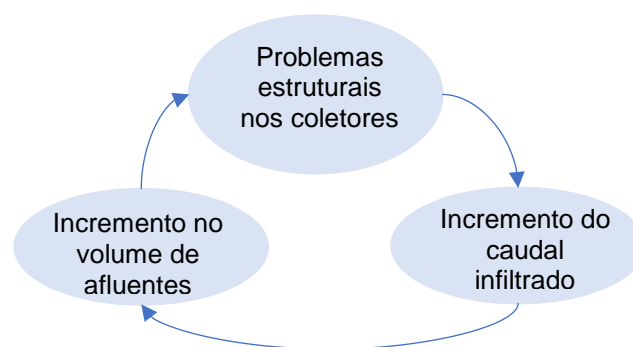 Problemas
estruturais
nos coletores
Incremento no
volume de
afluentes
Incremento do
caudal
infiltrado